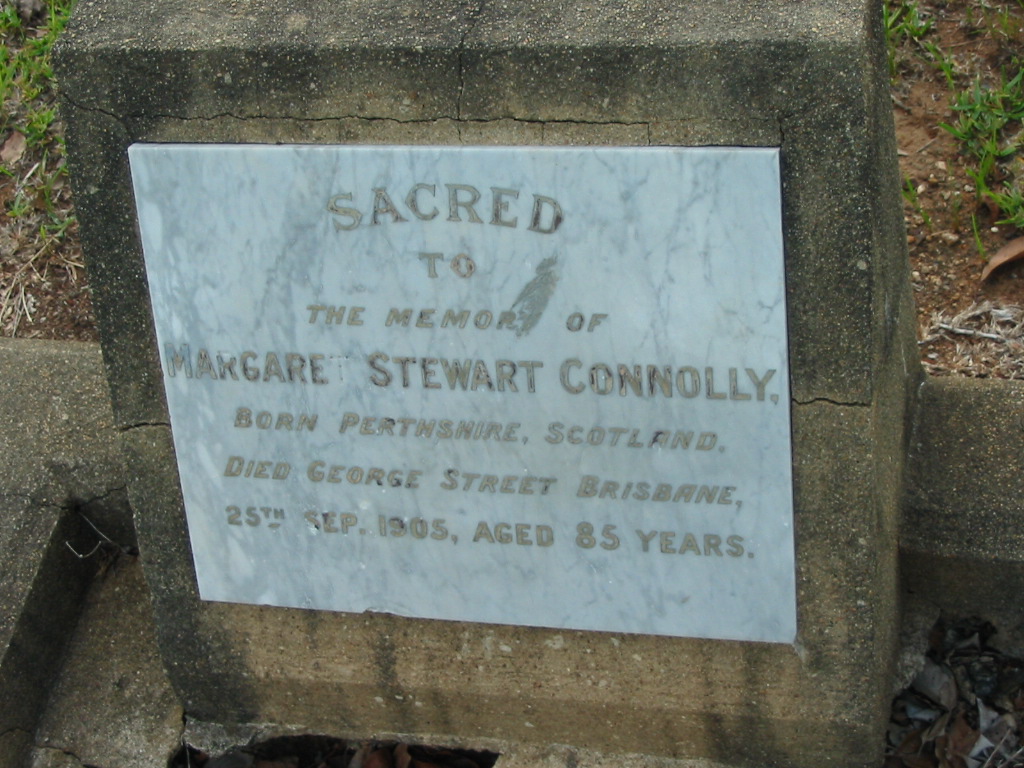 SACRED
TO
THE MEMORY OF
MARGARET STEWART CONNOLLY,
BORN PERTHSHIRE, SCOTLAND.
DIED GEORGE STREET BRISBANE,
25TH SEP. 1905, AGED 85 YEARS.